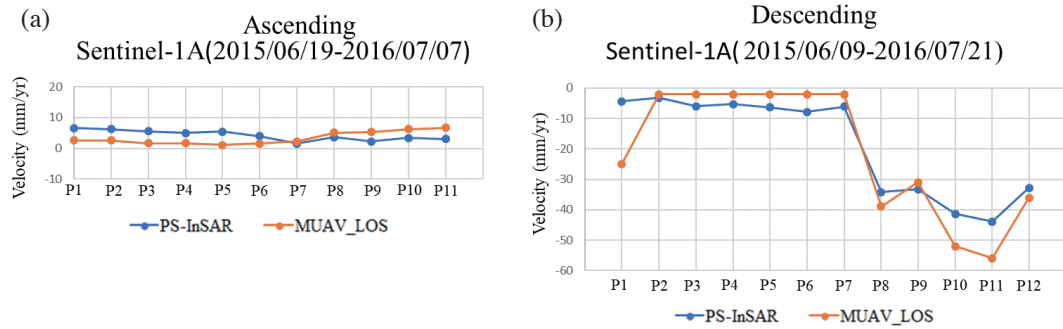 (a)
Ascending
Sentinel-1A(2015/06/19-2016/07/07)
Velocity (mm/yr)
20
10
0
-10
P1 P2 P3 P4 P5 P6 P7 P8 P9 P10 P11
PS-InSAR MUAV_LOS
(b)
Descending
Sentinel-1A( 2015/06/09-2016/07/21)
Velocity (mm/yr)
0
-10
-20
-30
-40
-50
-60
P1 P2 P3 P4 P5 P6 P7 P8 P9 P10 P11 P12
PS-InSAR MUAV_LOS